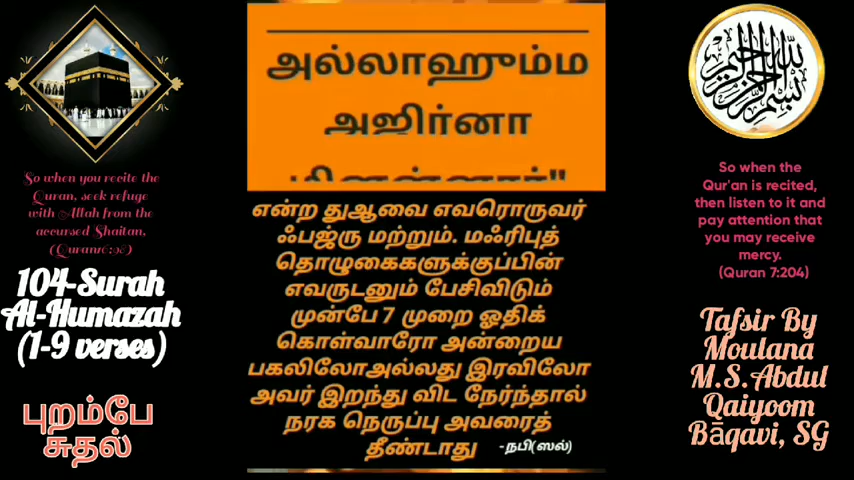 So when you recite the
Quran, seek refuge
with Allah from the
accursed Shaitan.
104-Surah
Al-Humazah
(1-9 verses)
புறம்பே
சுதல்
அல்லாஹும்ம
அஜிர்னா
என்ற துஆவை எவரொருவர்
ஃபஜ்ரு மற்றும். மஃரிபுத்
தொழுகைகளுக்குப்பின்
எவருடனும் பேசிவிடும்
முன்பே 7 முறை ஓதிக்
கொள்வாரோ அன்றைய
பகலிலோஅல்லது இரவிலோ
அவர் இறந்து விட நேர்ந்தால்
நரக நெருப்பு அவரைத்
தீண்டாது -நபி(ஸல்)
So when the
Qur'an is recited,
then listen to it and
pay attention that
you may receive
mercy.
(Quran 7:204)
Tafsir By
Moulana
M.S.Abdul
Qaiyoom
Bāqavi, SG